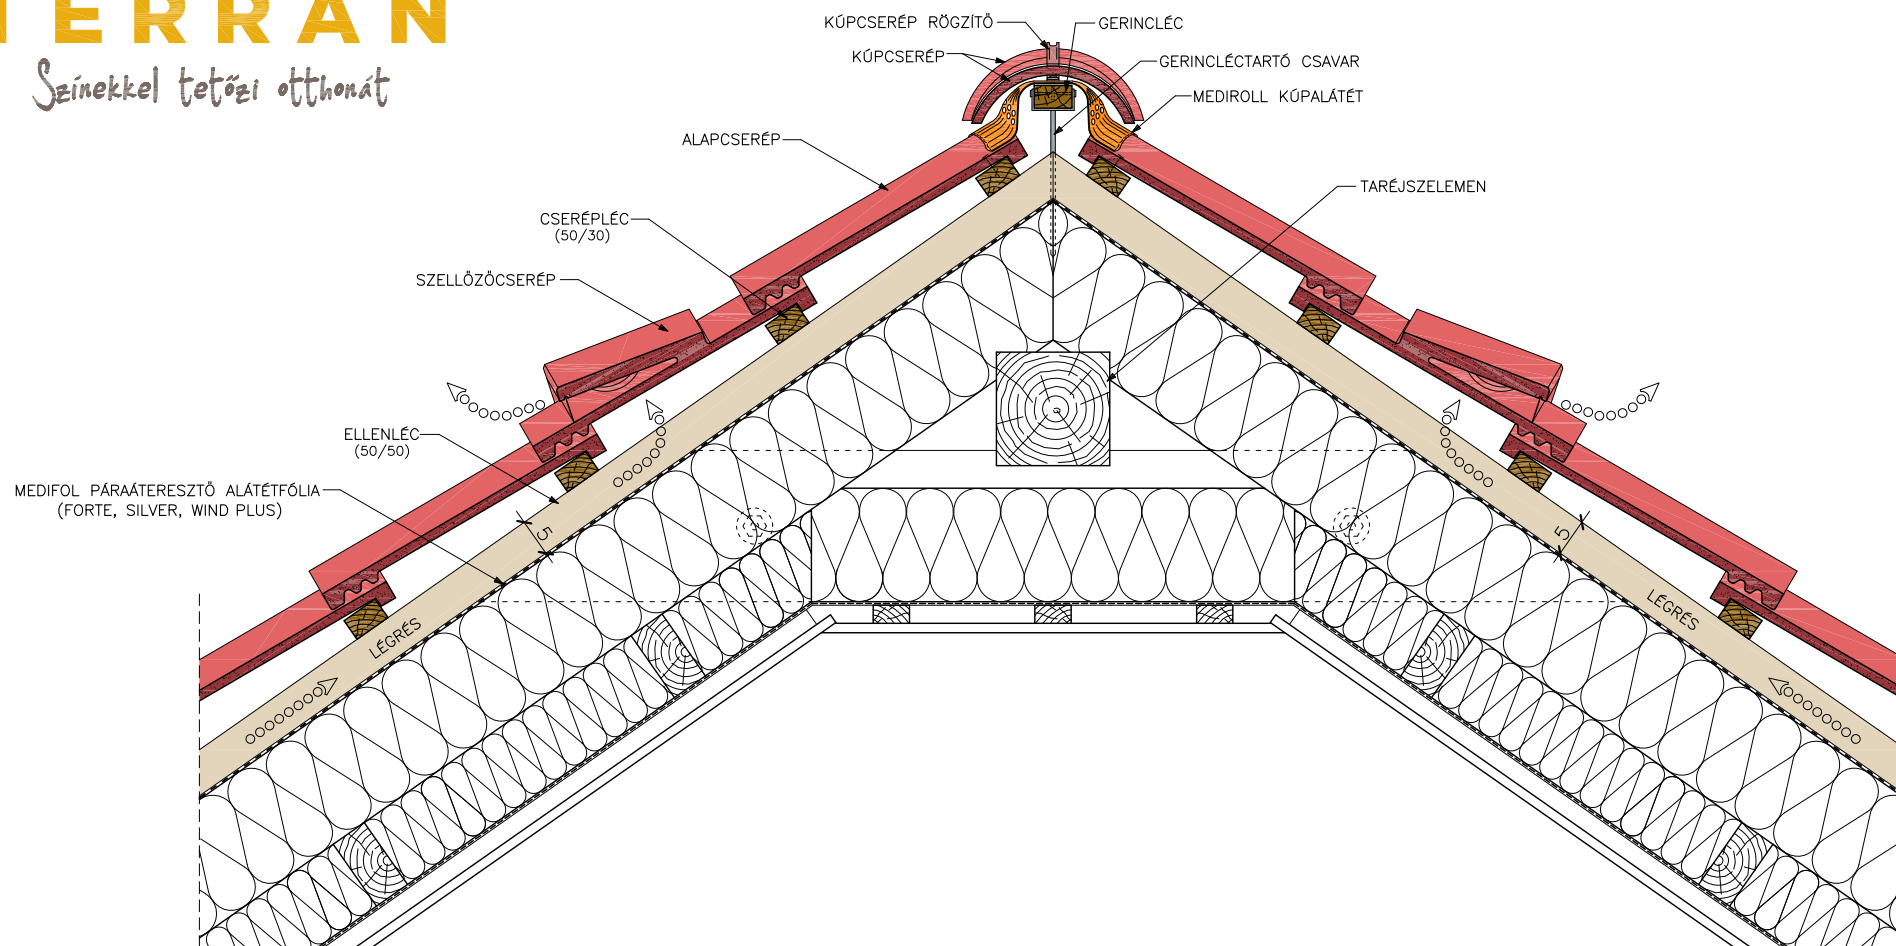 TERRÁN
Színekkel tetőzi otthonát
KÚPCSERÉP RÖGZÍTŐ
GERINCLÉC
KÚPCSERÉP
GERINCLÉCTARTÓ CSAVAR
MEDIROLL KÚPALÁTÉT
ALAPCSERÉP
TARÉJSZELEMEN
CSERÉPLÉC
(50/30)
SZELLŐZŐCSERÉP
ELLENLÉC
(50/50)
MEDIFOL PÁRAÁTERESZTŐ ALÁTÉTFÓLIA
(FORTE, SILVER, WIND PLUS)
5
5
LÉGRÉS
LÉGRÉS